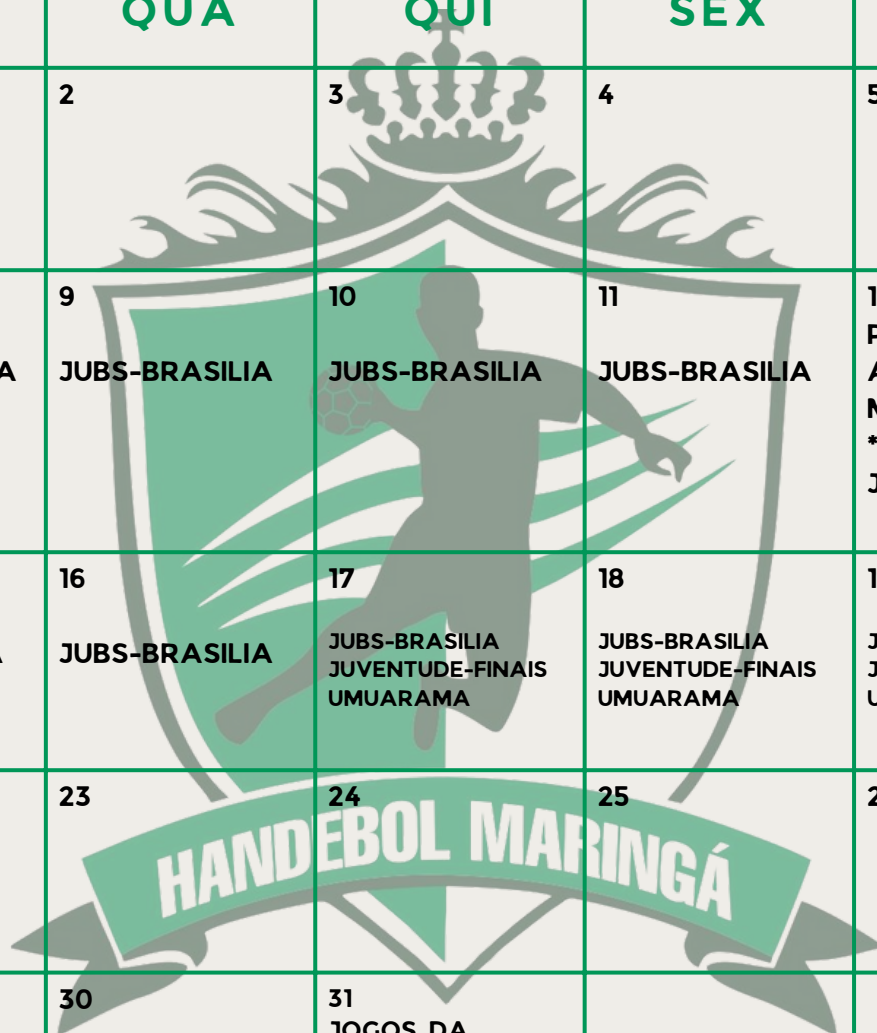 QUA QUI SEX
2 3 4 5
9 10 11
JUBS-BRASILIA JUBS-BRASILIA JUBS-BRASILIA
16 17 18
JUBS-BRASILIA
JUBS-BRASILIA
JUVENTUDE-FINAIS
UMUARAMA
JUBS-BRASILIA
JUVENTUDE-FINAIS
UMUARAMA
23 24 25
HANDEBOL MARINGÁ
30 31
JOGOS DA